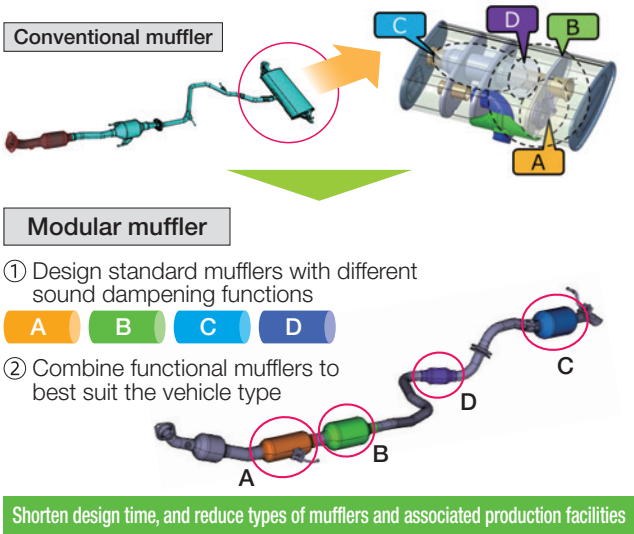 Conventional muffler
C
D
B
A
Modular muffler
① Design standard mufflers with different
sound dampening functions
A B C D
② Combine functional mufflers to
best suit the vehicle type
C
D
B
A
Shorten design time, and reduce types of mufflers and associated production facilities